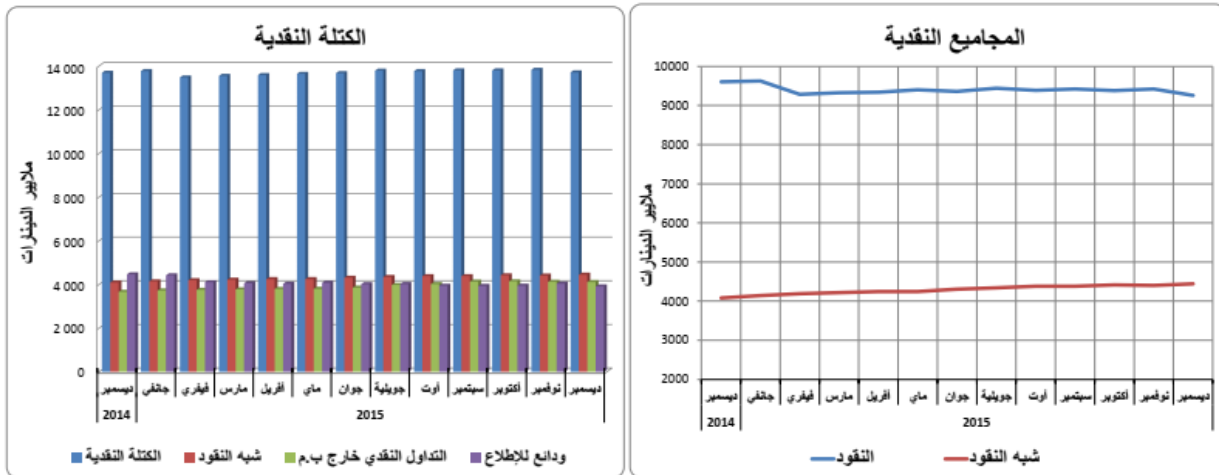 الكتلة النقدية
ملايير الدينارات
14 000
12 000
10 000
8 000
6 000
4 000
2 000
0
ديسمبر جانفي فيفري مارس أفريل ماي جوان جويلية أوت سبتمبر أكتوبر نوفمبر ديسمبر
2014 2015
الكتلة النقدية شبه النقود التداول النقدي خارج ب.م ودائع للإطلاع
المجاميع النقدية
ملايير الدينارات
10000
9000
8000
7000
6000
5000
4000
3000
2000
ديسمبر جانفي فيفري مارس أفريل ماي جوان جويلية أوت سبتمبر أكتوبر نوفمبر ديسمبر
2014 2015
النقود شبه النقود